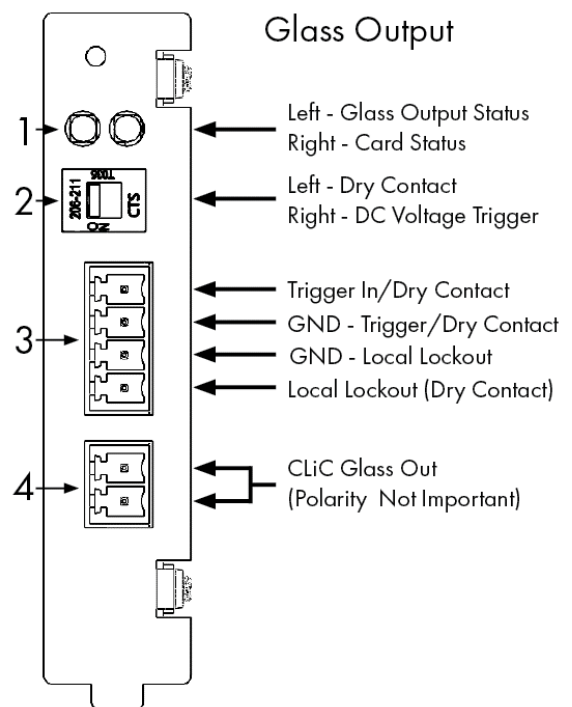 Glass Output
1
Left - Glass Output Status
Right - Card Status
2
206-211
T006
ON
CTS
Left - Dry Contact
Right - DC Voltage Trigger
3
Trigger In/Dry Contact
GND - Trigger/Dry Contact
GND - Local Lockout
Local Lockout (Dry Contact)
4
CLiC Glass Out
(Polarity Not Important)